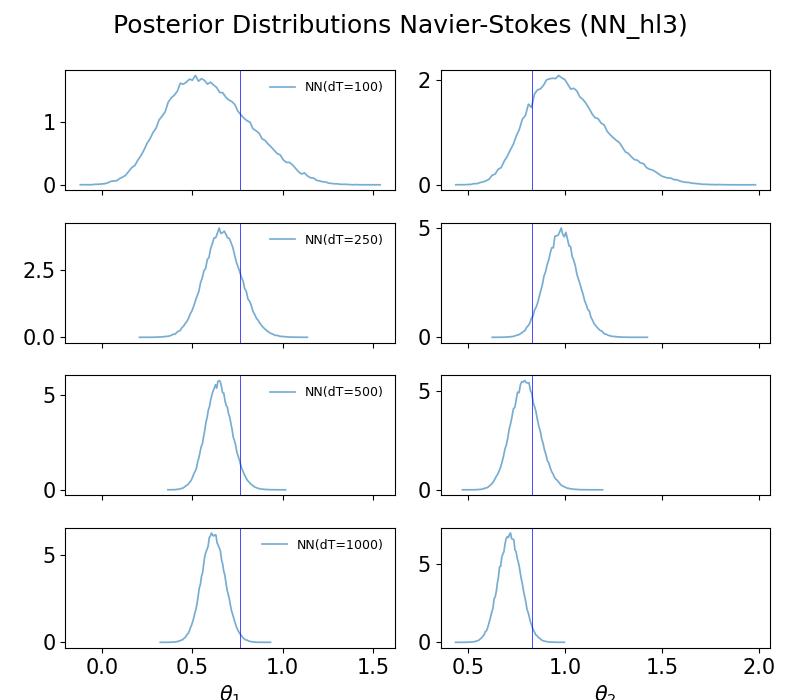 Posterior Distributions Navier-Stokes (NN_hl3)
NN(dT=100)
1
0
2
0
NN(dT=250)
2.5
0.0
5
0
NN(dT=500)
5
0
5
0
NN(dT=1000)
5
0
5
0
0.0 0.5 1.0 1.5
0.5 1.0 1.5 2.0
θ1
θ2